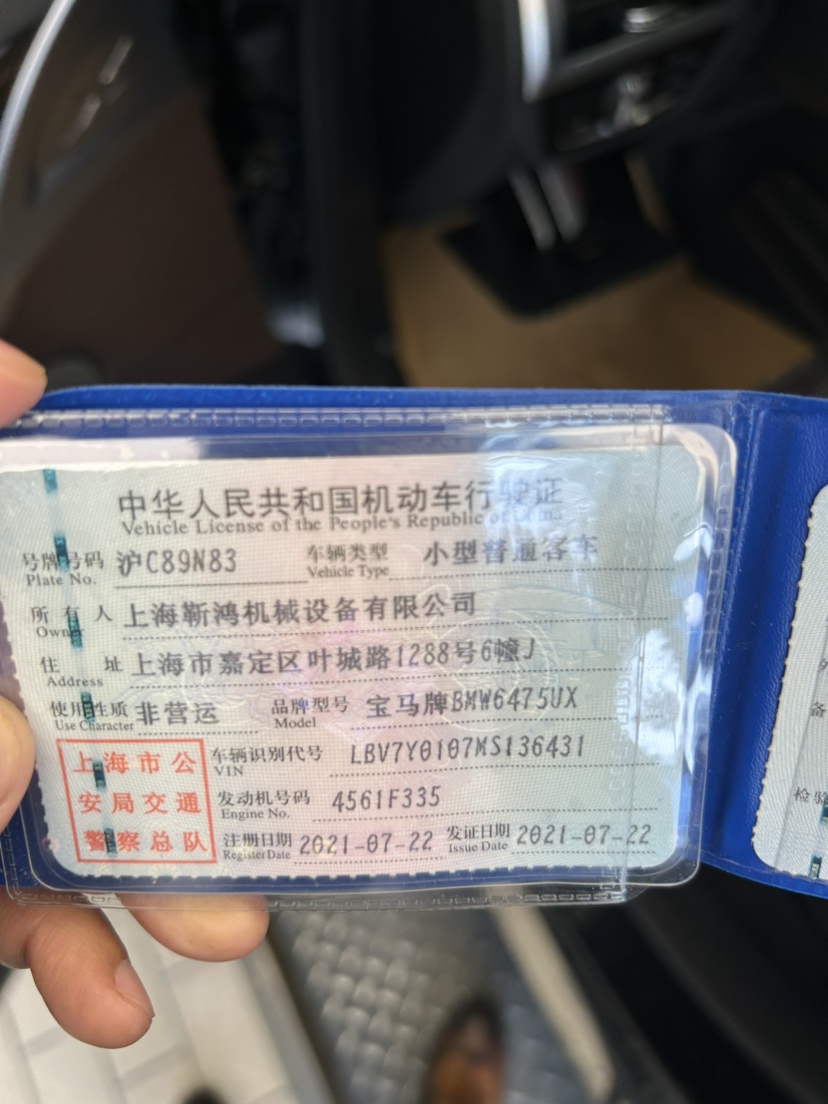 中华人民共和国机动车行驶证
Vehicle License of the People's Republic of China
号牌号码 沪C89N83 车辆类型 小型普通客车
Plate No. Vehicle Type
所有人 上海靳鸿机械设备有限公司
Owner
住址 上海市嘉定区叶城路1288号6幢J
Address
使用性质 非营运 品牌型号 宝马牌BMW6475UX
Use Character Model
上海市公 车辆识别代号 LBV7Y0107MS136431
VIN
安局交通 发动机号码 4561F335
Engine No.
警察总队 注册日期 2021-07-22 发证日期 2021-07-22
Register Date Issue Date
备
检验